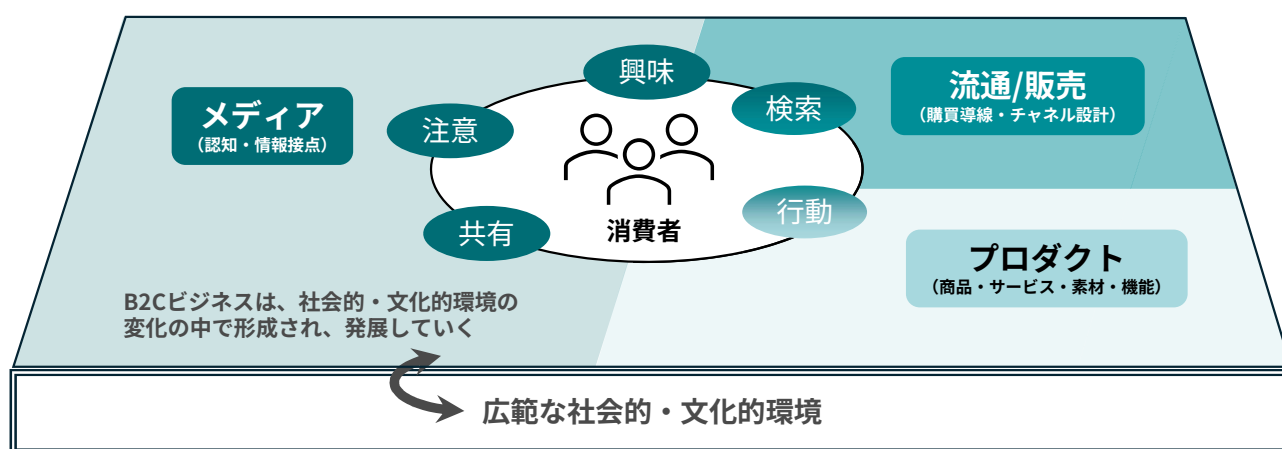 興味
流通/販売
（購買導線・チャネル設計）
検索
メディア
（認知・情報接点）
注意
行動
共有
消費者
プロダクト
（商品・サービス・素材・機能）
B2Cビジネスは、社会的・文化的環境の
変化の中で形成され、発展していく
広範な社会的・文化的環境